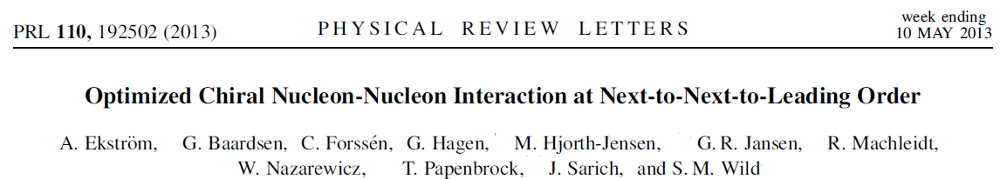 PRL 110, 192502 (2013)
PHYSICAL REVIEW LETTERS
week ending
10 MAY 2013
Optimized Chiral Nucleon-Nucleon Interaction at Next-to-Next-to-Leading Order
A. Ekström, G. Baardsen, C. Forssén, G. Hagen, M. Hjorth-Jensen, G. R. Jansen, R. Machleidt,
W. Nazarewicz, T. Papenbrock, J. Sarich, and S. M. Wild